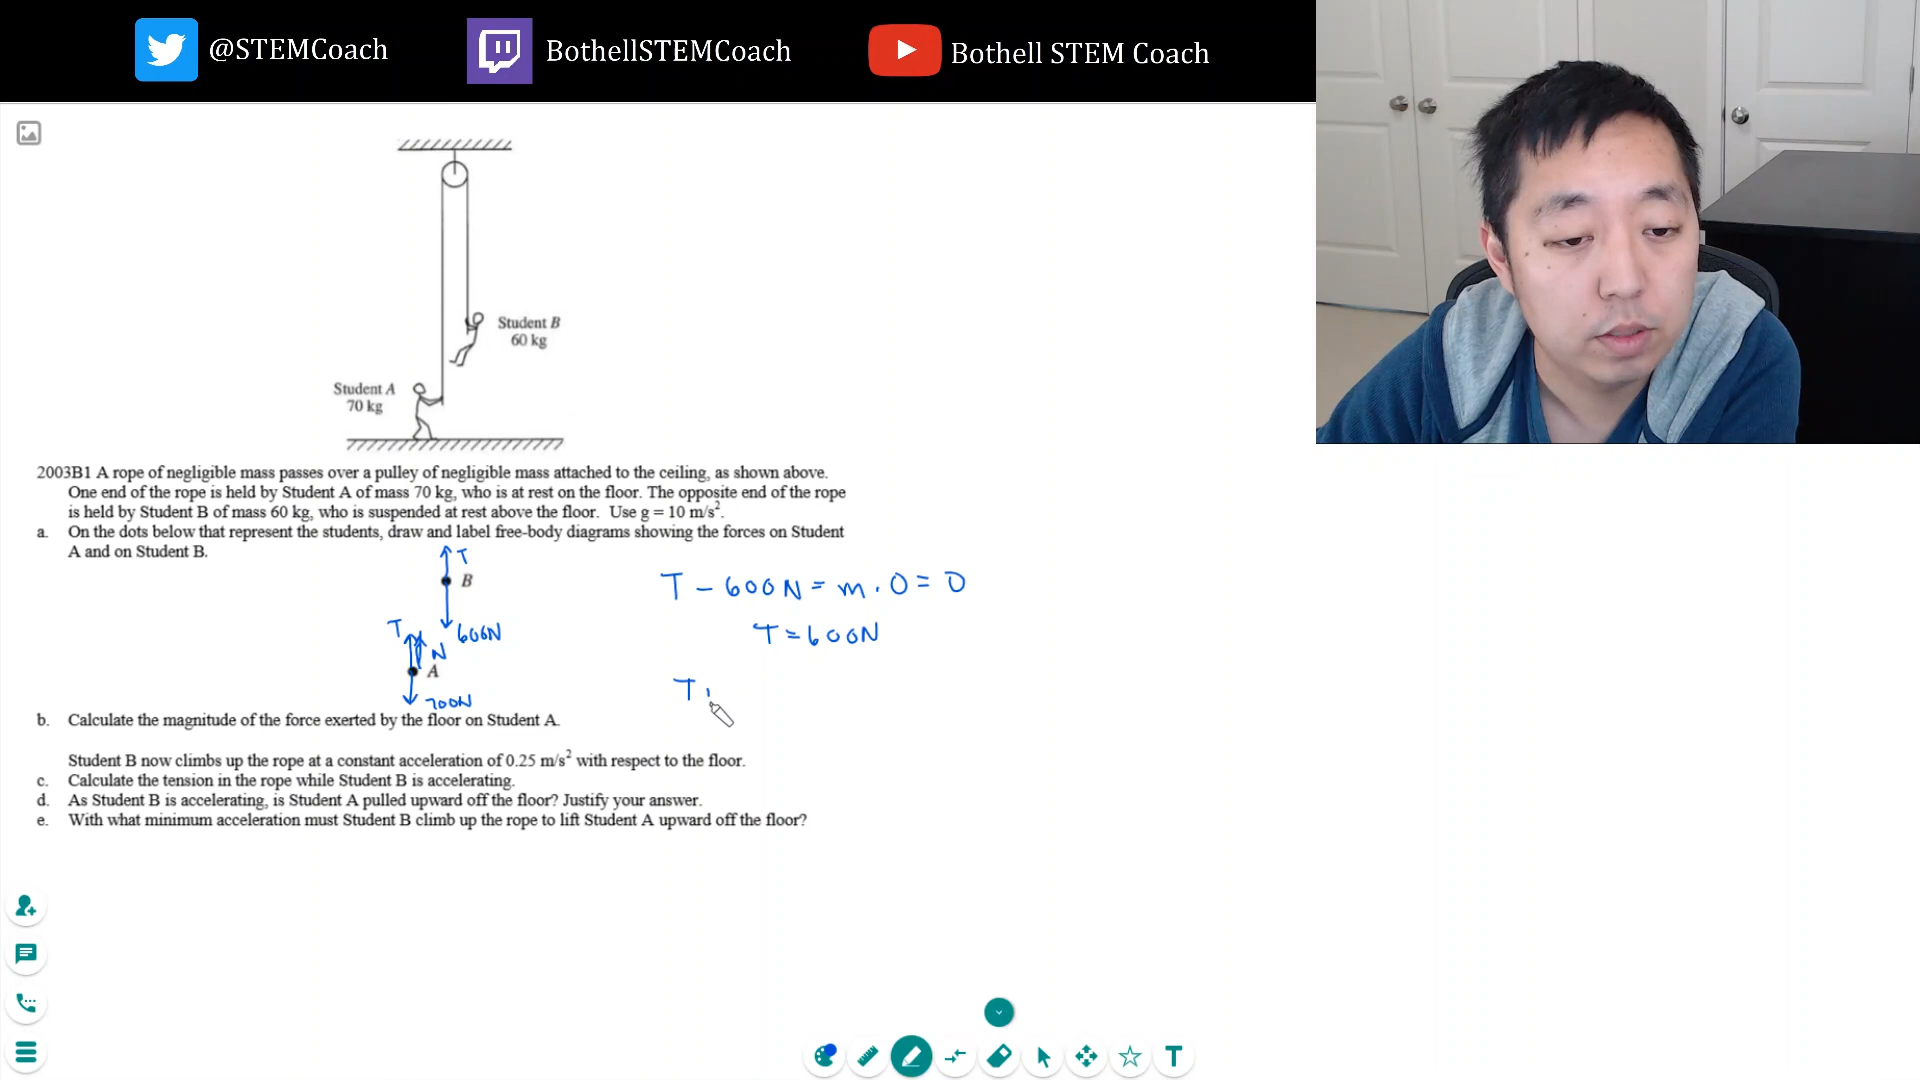 @STEMCoach
BothellSTEMCoach
Bothell STEM Coach
Student B
60 kg
Student A
70 kg
2003B1 A rope of negligible mass passes over a pulley of negligible mass attached to the ceiling, as shown above.
One end of the rope is held by Student A of mass 70 kg, who is at rest on the floor. The opposite end of the rope
is held by Student B of mass 60 kg, who is suspended at rest above the floor. Use g = 10 m/s².
a. On the dots below that represent the students, draw and label free-body diagrams showing the forces on Student
A and on Student B.
T
B
600N
T
N
A
700N
T - 600N = m . 0 = 0
T = 600N
T
b. Calculate the magnitude of the force exerted by the floor on Student A.
Student B now climbs up the rope at a constant acceleration of 0.25 m/s² with respect to the floor.
c. Calculate the tension in the rope while Student B is accelerating.
d. As Student B is accelerating, is Student A pulled upward off the floor? Justify your answer.
e. With what minimum acceleration must Student B climb up the rope to lift Student A upward off the floor?
T